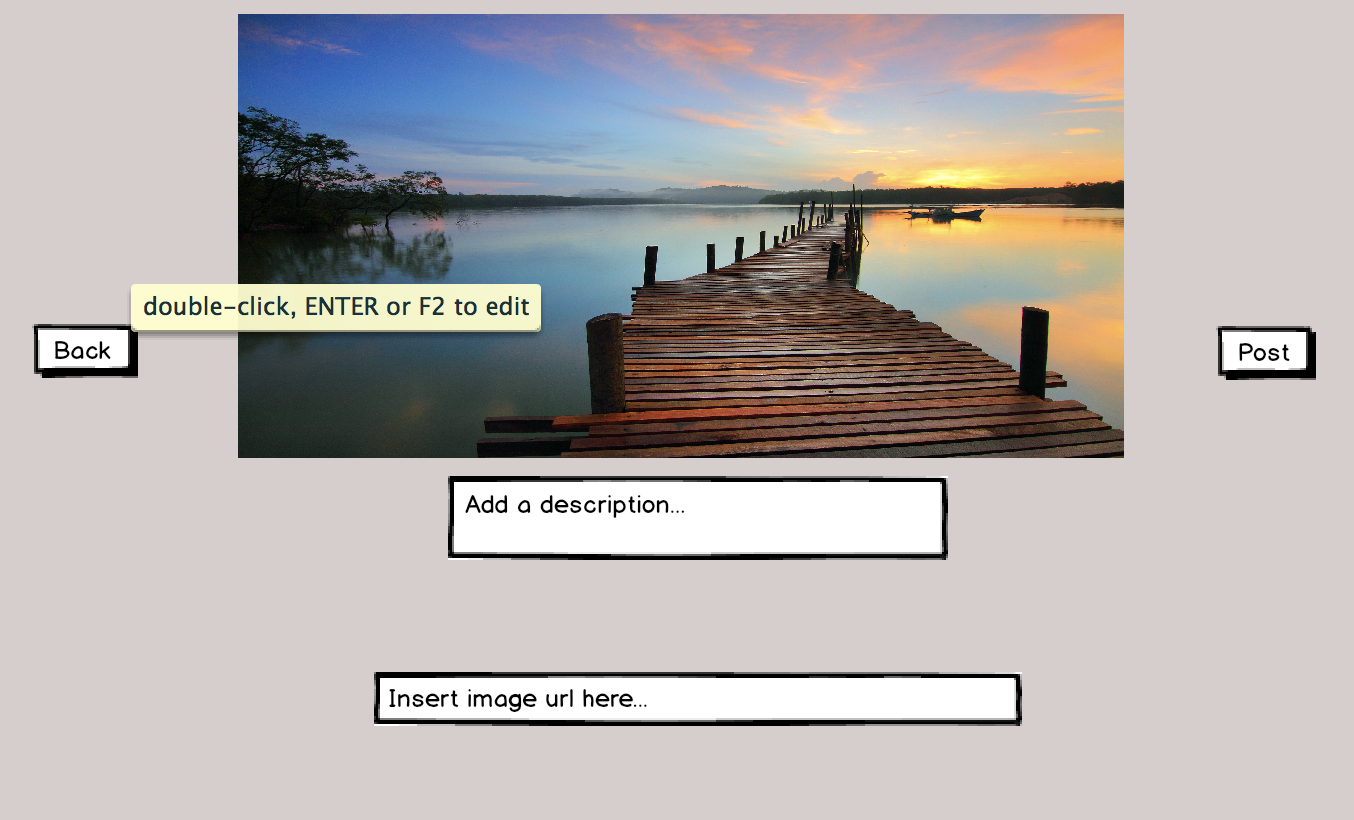 double-click, ENTER or F2 to edit
Back
Post
Add a description...
Insert image url here...